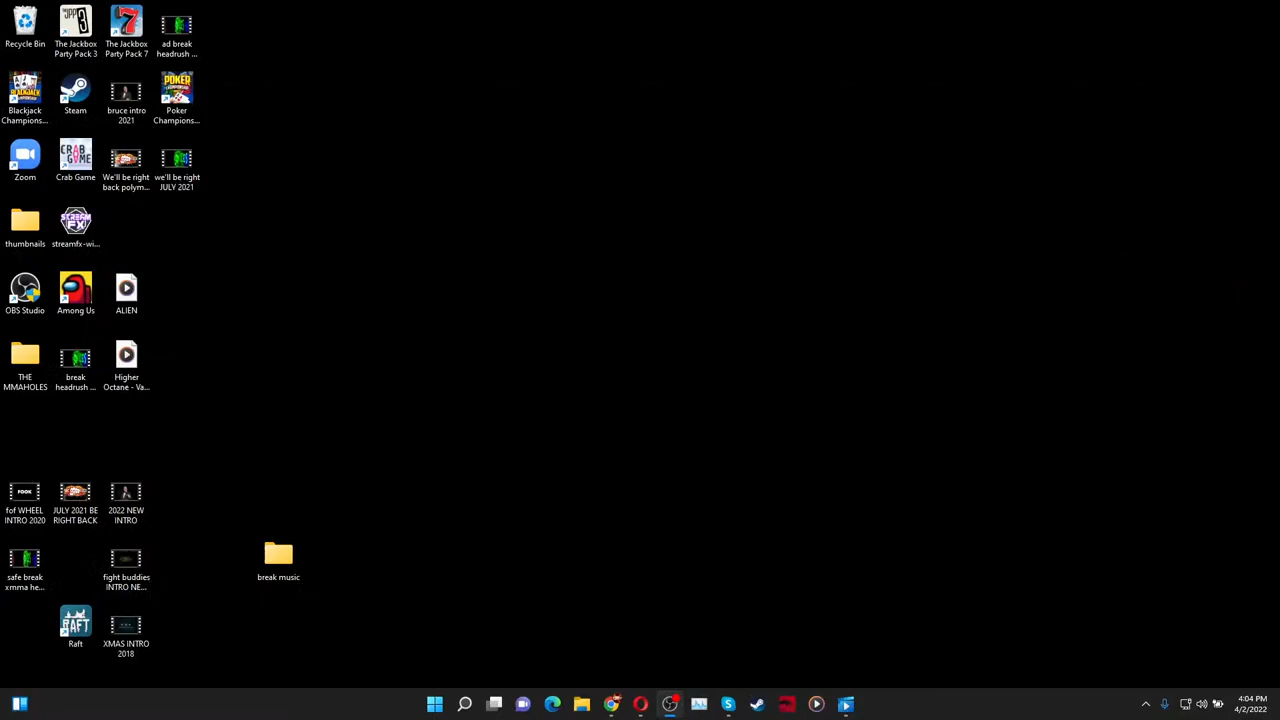 Recycle Bin
The Jackbox
Party Pack 3
The Jackbox
Party Pack 7
ad break
headrush ...
Blackjack
Champions...
Steam
bruce intro
2021
Poker
Champions...
Zoom
Crab Game
We'll be right
back polym...
we'll be right
JULY 2021
thumbnails
streamfx-wi...
OBS Studio
Among Us
ALIEN
THE
MMAHOLES
break
headrush ...
Higher
Octane - Va...
fof WHEEL
INTRO 2020
JULY 2021 BE
RIGHT BACK
2022 NEW
INTRO
safe break
xmma he...
fight buddies
INTRO NE...
break music
Raft
XMAS INTRO
2018
4:04 PM
4/2/2022